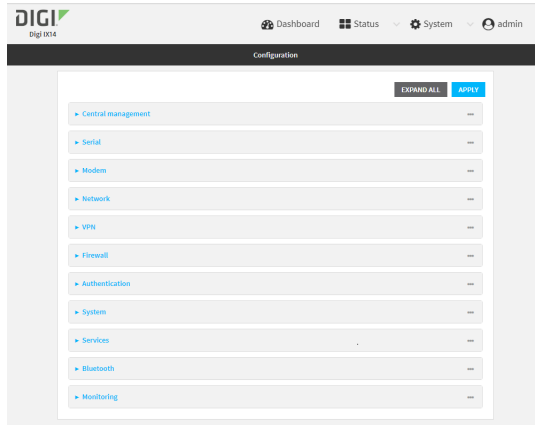 DIGI
Digi IX14
Dashboard Status System admin
Configuration
EXPAND ALL APPLY
Central management
Serial
Modem
Network
VPN
Firewall
Authentication
System
Services
Bluetooth
Monitoring